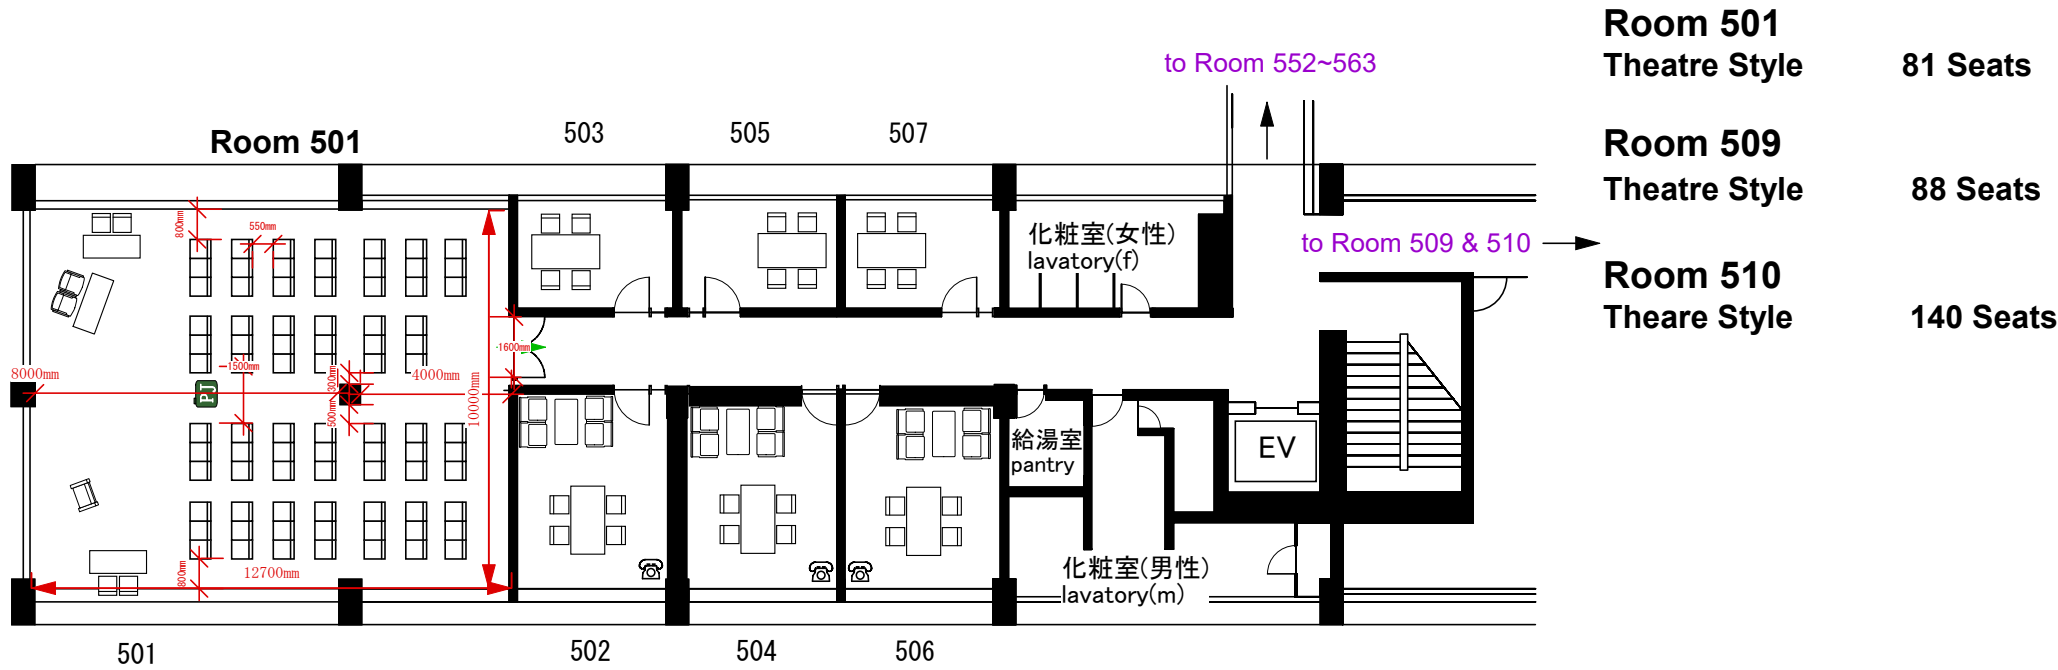 Room 501
Theatre Style 81 Seats
to Room 552~563
Room 501
503
505
507
Room 509
Theatre Style 88 Seats
800mm
550mm
化粧室(女性)
lavatory(f)
to Room 509 & 510
Room 510
Theare Style 140 Seats
1600mm
1500mm
300mm
8000mm
4000mm
10000mm
PJ
500mm
給湯室
pantry
EV
800mm
12700mm
化粧室(男性)
lavatory(m)
501
502
504
506